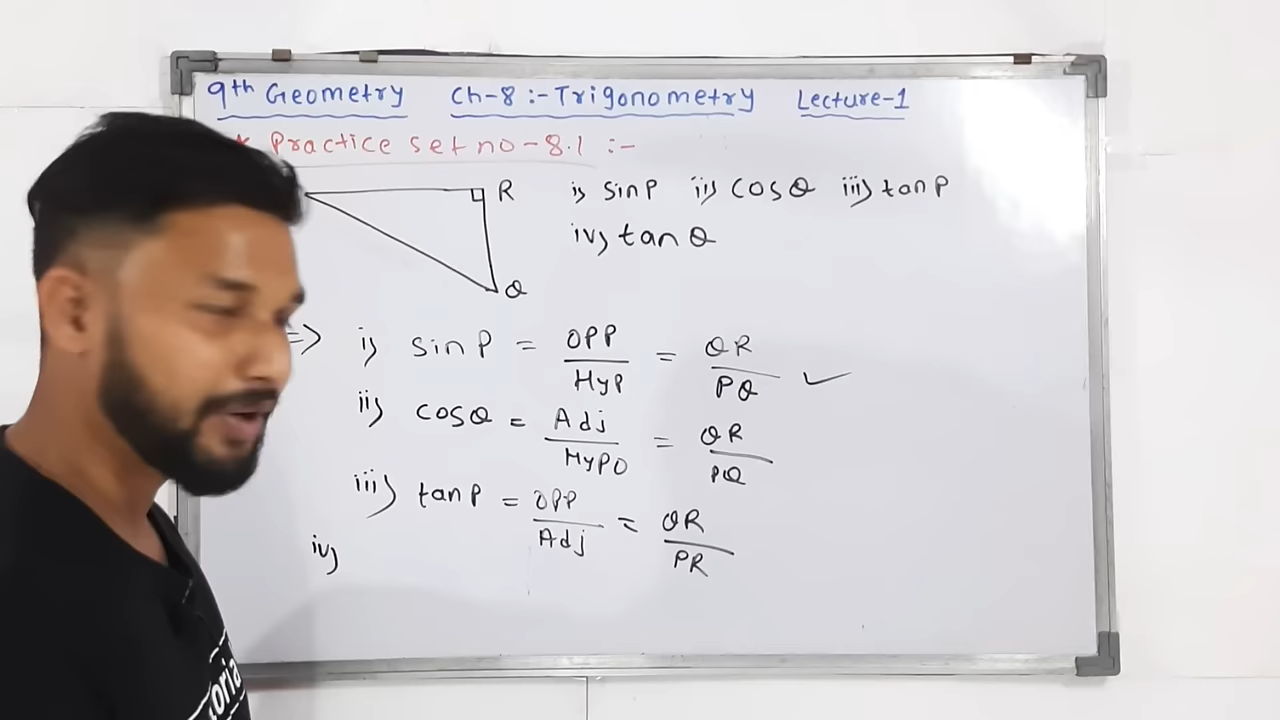 9th Geometry Ch-8 :- Trigonometry Lecture-1
* Practice set no - 8.1 :-
R
i) sin P ii) cos Q iii) tan P
iv) tan Q
Q
=> i) sin P = OPP / HyP = QR / PQ ✓
ii) cos Q = Adj / HyPO = QR / PQ
iii) tan P = OPP / Adj = QR / PR
iv)
toria